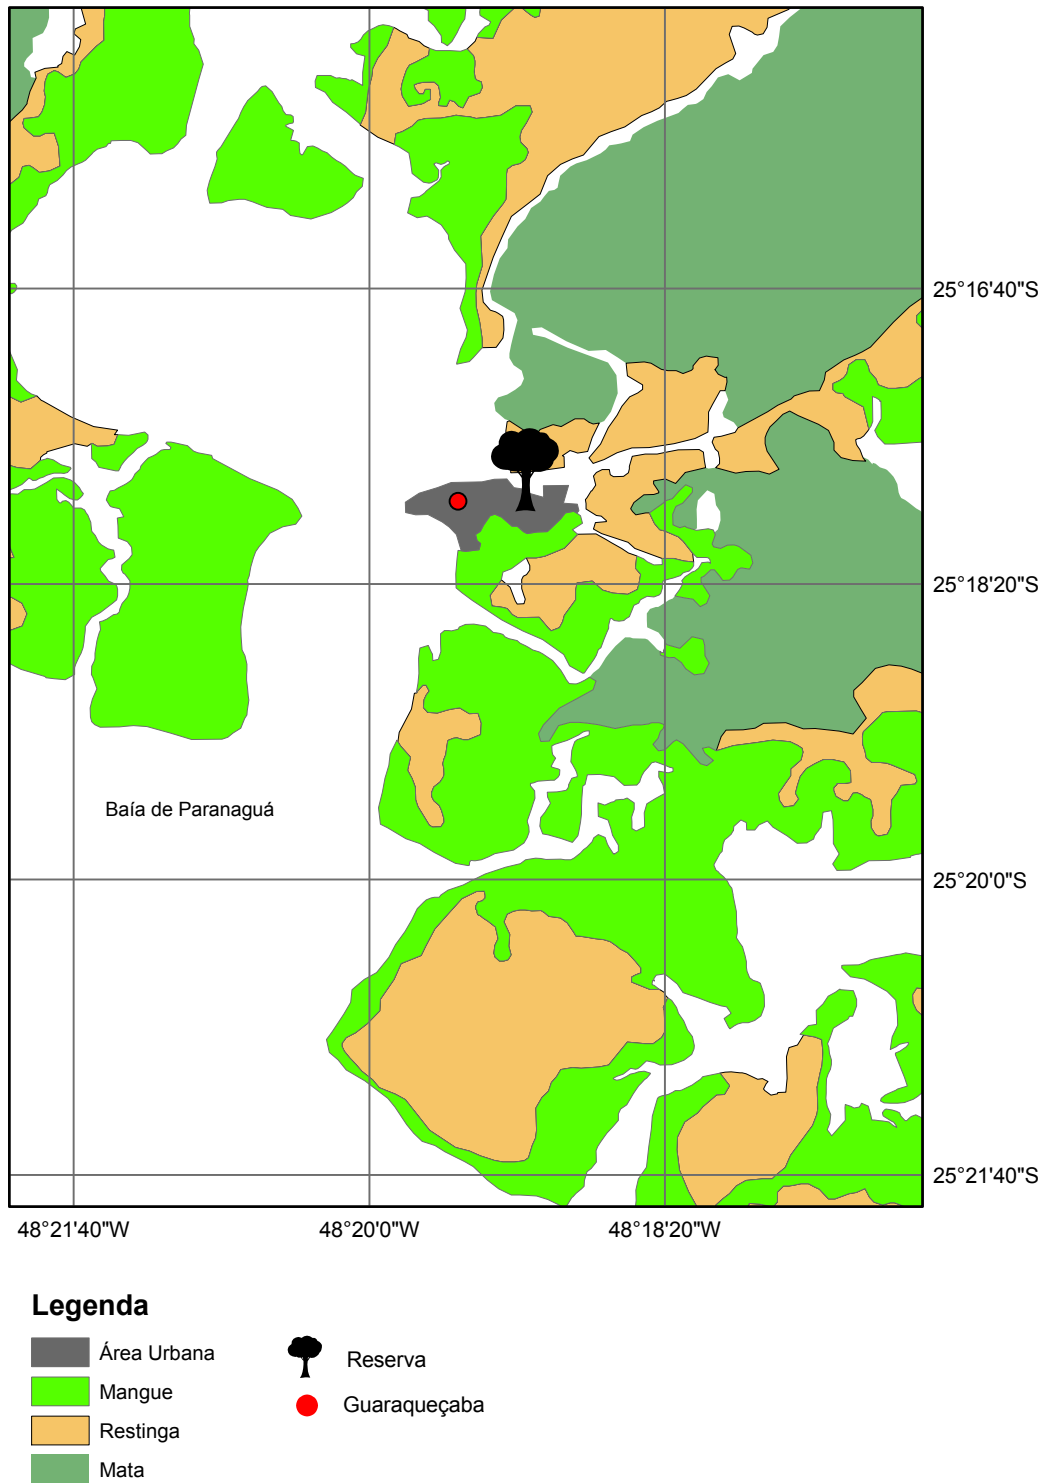 25°16'40"S
25°18'20"S
Baía de Paranaguá
25°20'0"S
25°21'40"S
48°21'40"W
48°20'0"W
48°18'20"W
Legenda
Área Urbana
Mangue
Restinga
Mata
Reserva
Guaraqueçaba